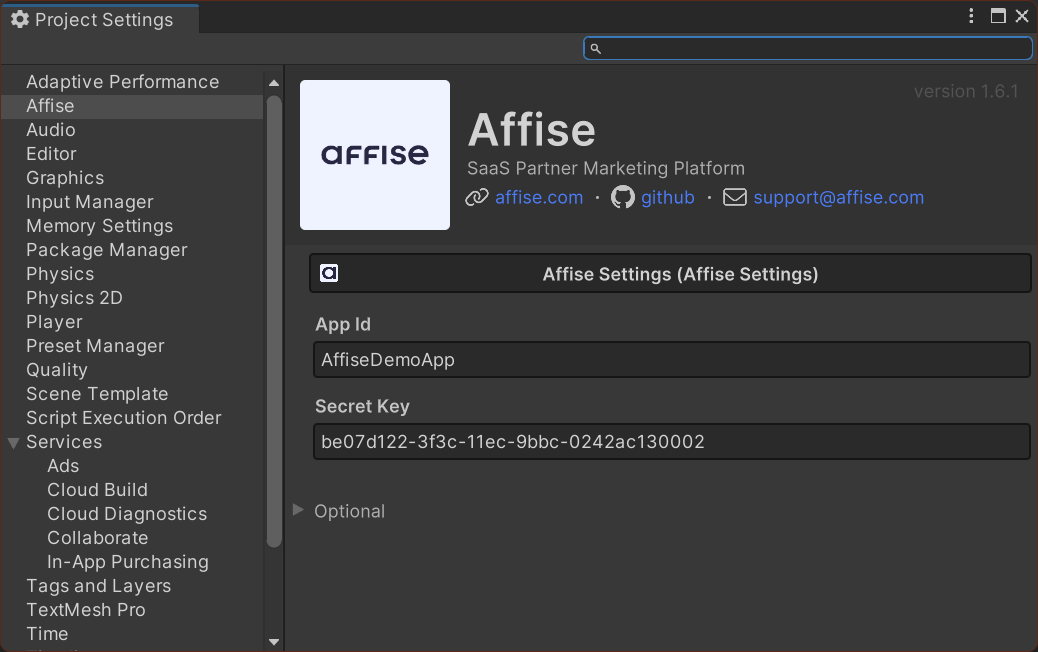 Project Settings
Adaptive Performance
Affise
Audio
Editor
Graphics
Input Manager
Memory Settings
Package Manager
Physics
Physics 2D
Player
Preset Manager
Quality
Scene Template
Script Execution Order
Services
Ads
Cloud Build
Cloud Diagnostics
Collaborate
In-App Purchasing
Tags and Layers
TextMesh Pro
Time
version 1.6.1
AFFISE
Affise
SaaS Partner Marketing Platform
affise.com · github · support@affise.com
a Affise Settings (Affise Settings)
App Id
AffiseDemoApp
Secret Key
be07d122-3f3c-11ec-9bbc-0242ac130002
Optional